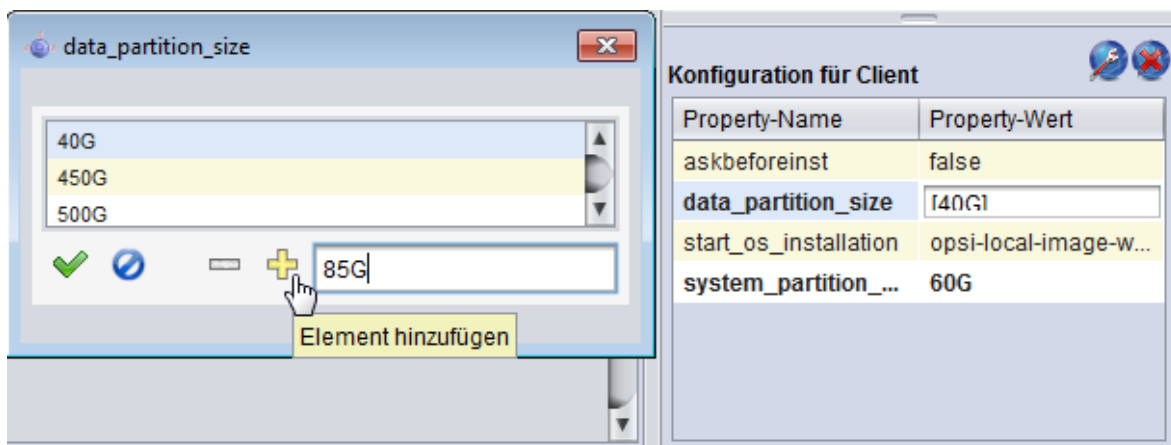 data_partition_size
40G
450G
500G
85G
Element hinzufügen
Konfiguration für Client
Property-Name Property-Wert
askbeforeinst false
data_partition_size [40G]
start_os_installation opsi-local-image-w...
system_partition_... 60G